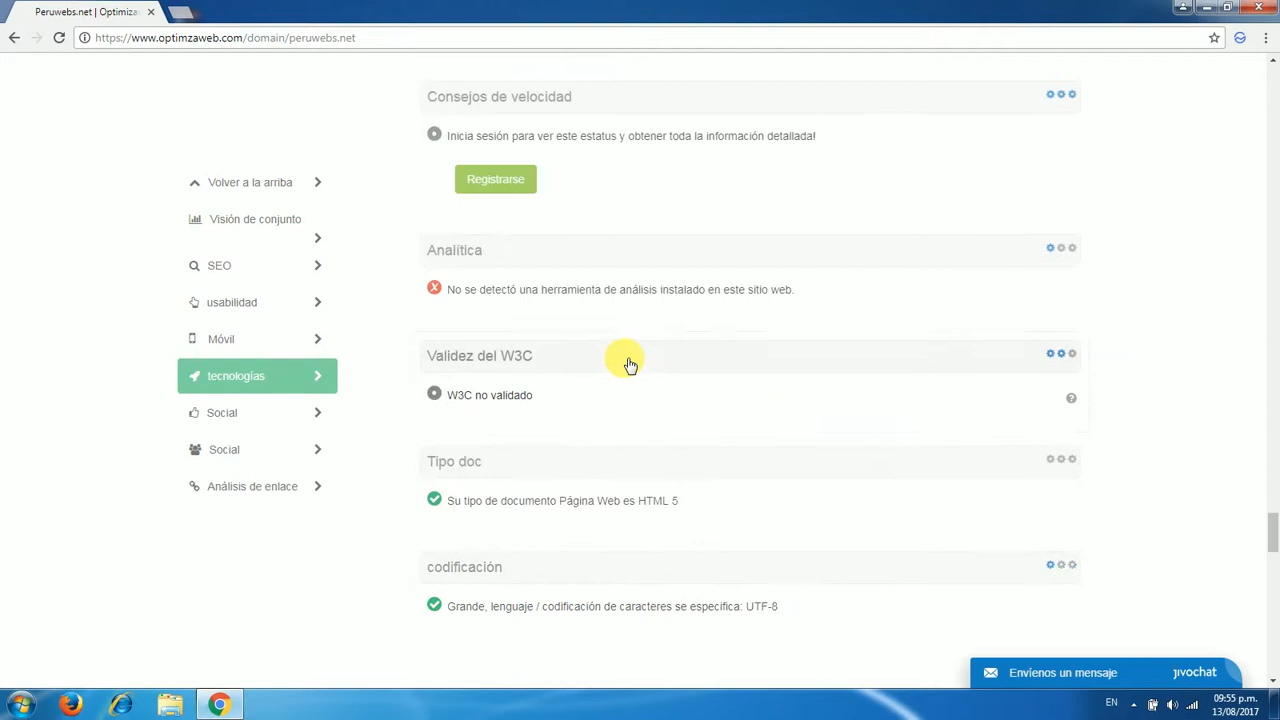 Peruwebs.net | Optimiza
https://www.optimzaweb.com/domain/peruwebs.net
Consejos de velocidad
Inicia sesión para ver este estatus y obtener toda la información detallada!
Registrarse
Volver a la arriba
Visión de conjunto
SEO
usabilidad
Móvil
tecnologías
Social
Social
Análisis de enlace
Analítica
No se detectó una herramienta de análisis instalado en este sitio web.
Validez del W3C
W3C no validado
Tipo doc
Su tipo de documento Página Web es HTML 5
codificación
Grande, lenguaje / codificación de caracteres se especifica: UTF-8
Envíenos un mensaje
jivochat
EN
09:55 p.m.
13/08/2017